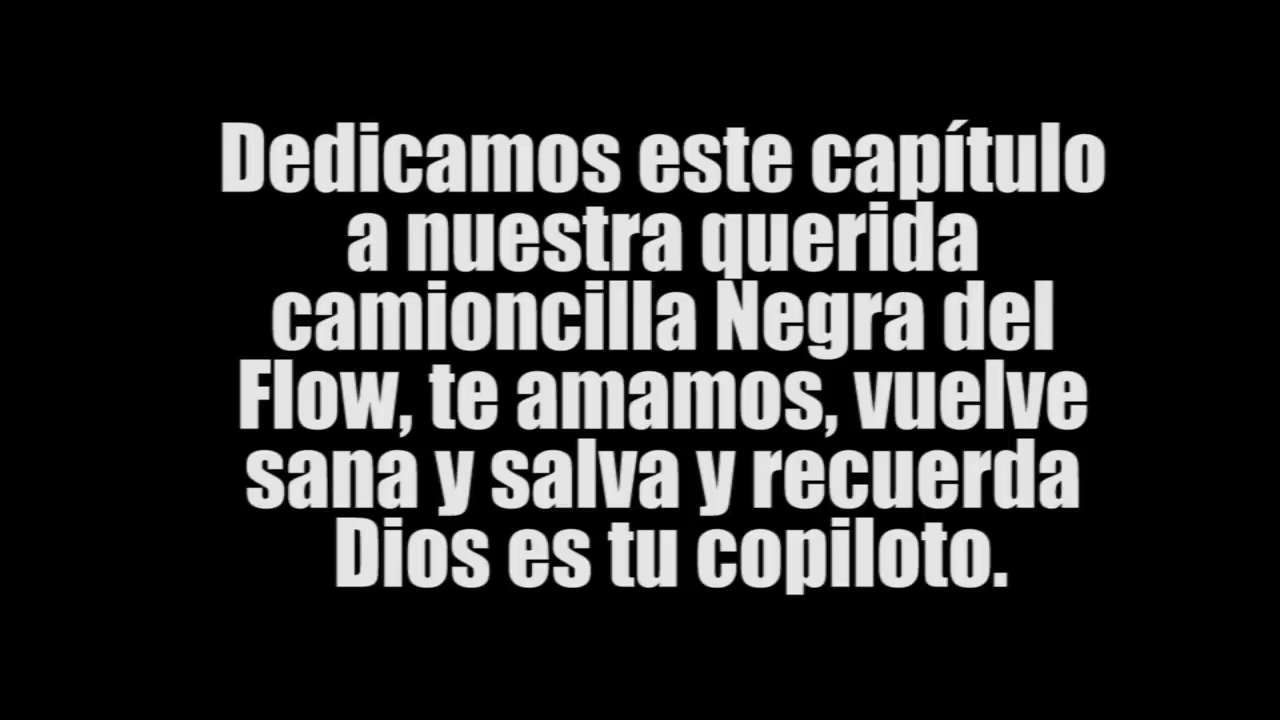 Dedicamos este capítulo
a nuestra querida
camioncilla Negra del
Flow, te amamos, vuelve
sana y salva y recuerda
Dios es tu copiloto.